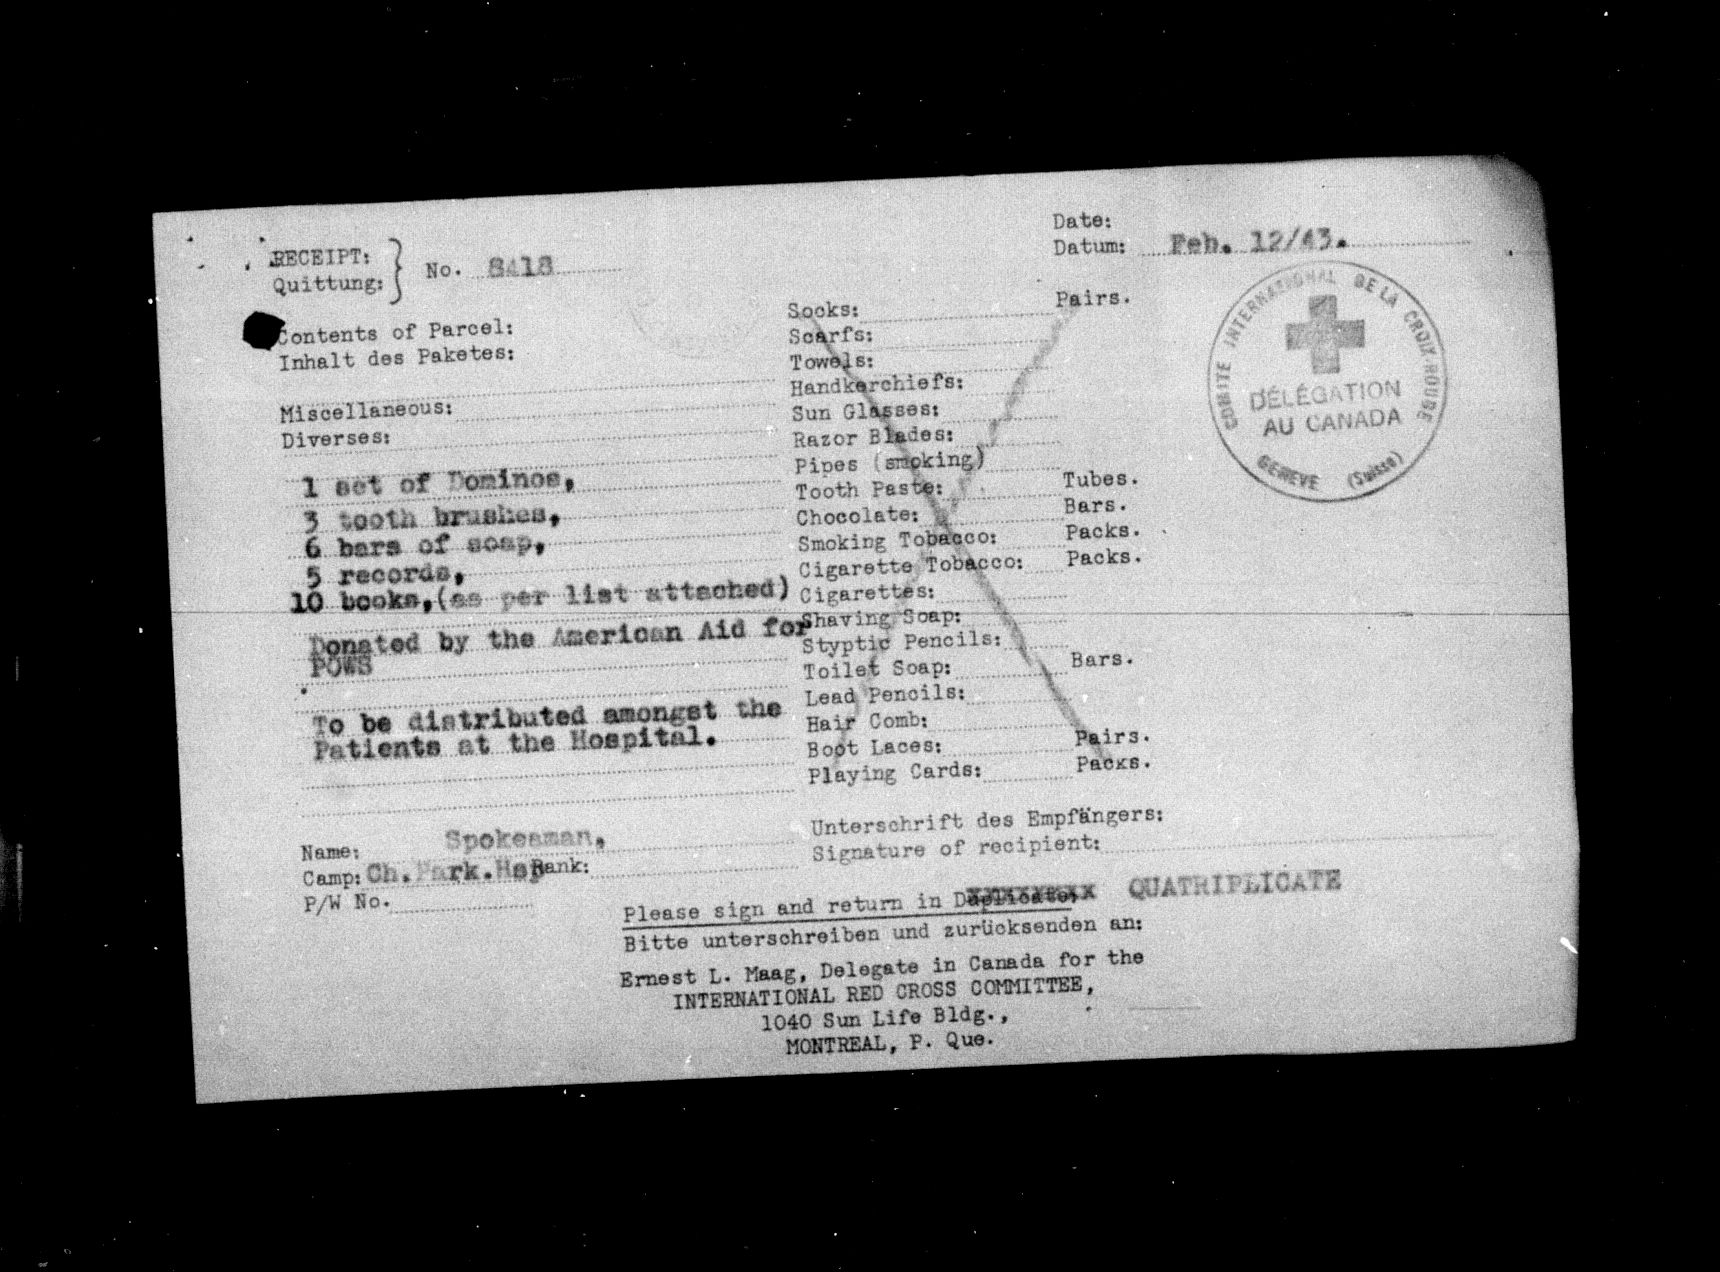 Date:
Datum: Feb. 12/43.
RECEIPT:
Quittung:
No. 8418
Contents of Parcel:
Inhalt des Paketes:
Miscellaneous:
Diverses:
1 set of Dominos,
3 tooth brushes,
6 bars of soap,
5 records,
10 books,(as per list attached)
Donated by the American Aid for
POWS
To be distributed amongst the
Patients at the Hospital.
Socks: Pairs.
Scarfs:
Towels:
Handkerchiefs:
Sun Glasses:
Razor Blades:
Pipes (smoking)
Tooth Paste: Tubes.
Chocolate: Bars.
Smoking Tobacco: Packs.
Cigarette Tobacco: Packs.
Cigarettes:
Shaving Soap:
Styptic Pencils:
Toilet Soap: Bars.
Lead Pencils:
Hair Comb:
Boot Laces: Pairs.
Playing Cards: Packs.
COMITÉ INTERNATIONAL DE LA CROIX-ROUGE
DÉLÉGATION
AU CANADA
GENÈVE (Suisse)
Name: Spokesman,
Camp: Ch.Park.Hsp Rank:
P/W No.
Unterschrift des Empfängers:
Signature of recipient:
Please sign and return in Duplicate, QUATRIPLICATE
Bitte unterschreiben und zurücksenden an:
Ernest L. Maag, Delegate in Canada for the
INTERNATIONAL RED CROSS COMMITTEE,
1040 Sun Life Bldg.,
MONTREAL, P. Que.